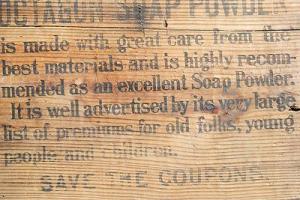 OCTAGON SOAP POWDER
is made with great care from the
best materials and is highly recom-
mended as an excellent Soap Powder.
It is well advertised by its very large
list of premiums for old folks, young
people and children.
SAVE THE COUPONS.